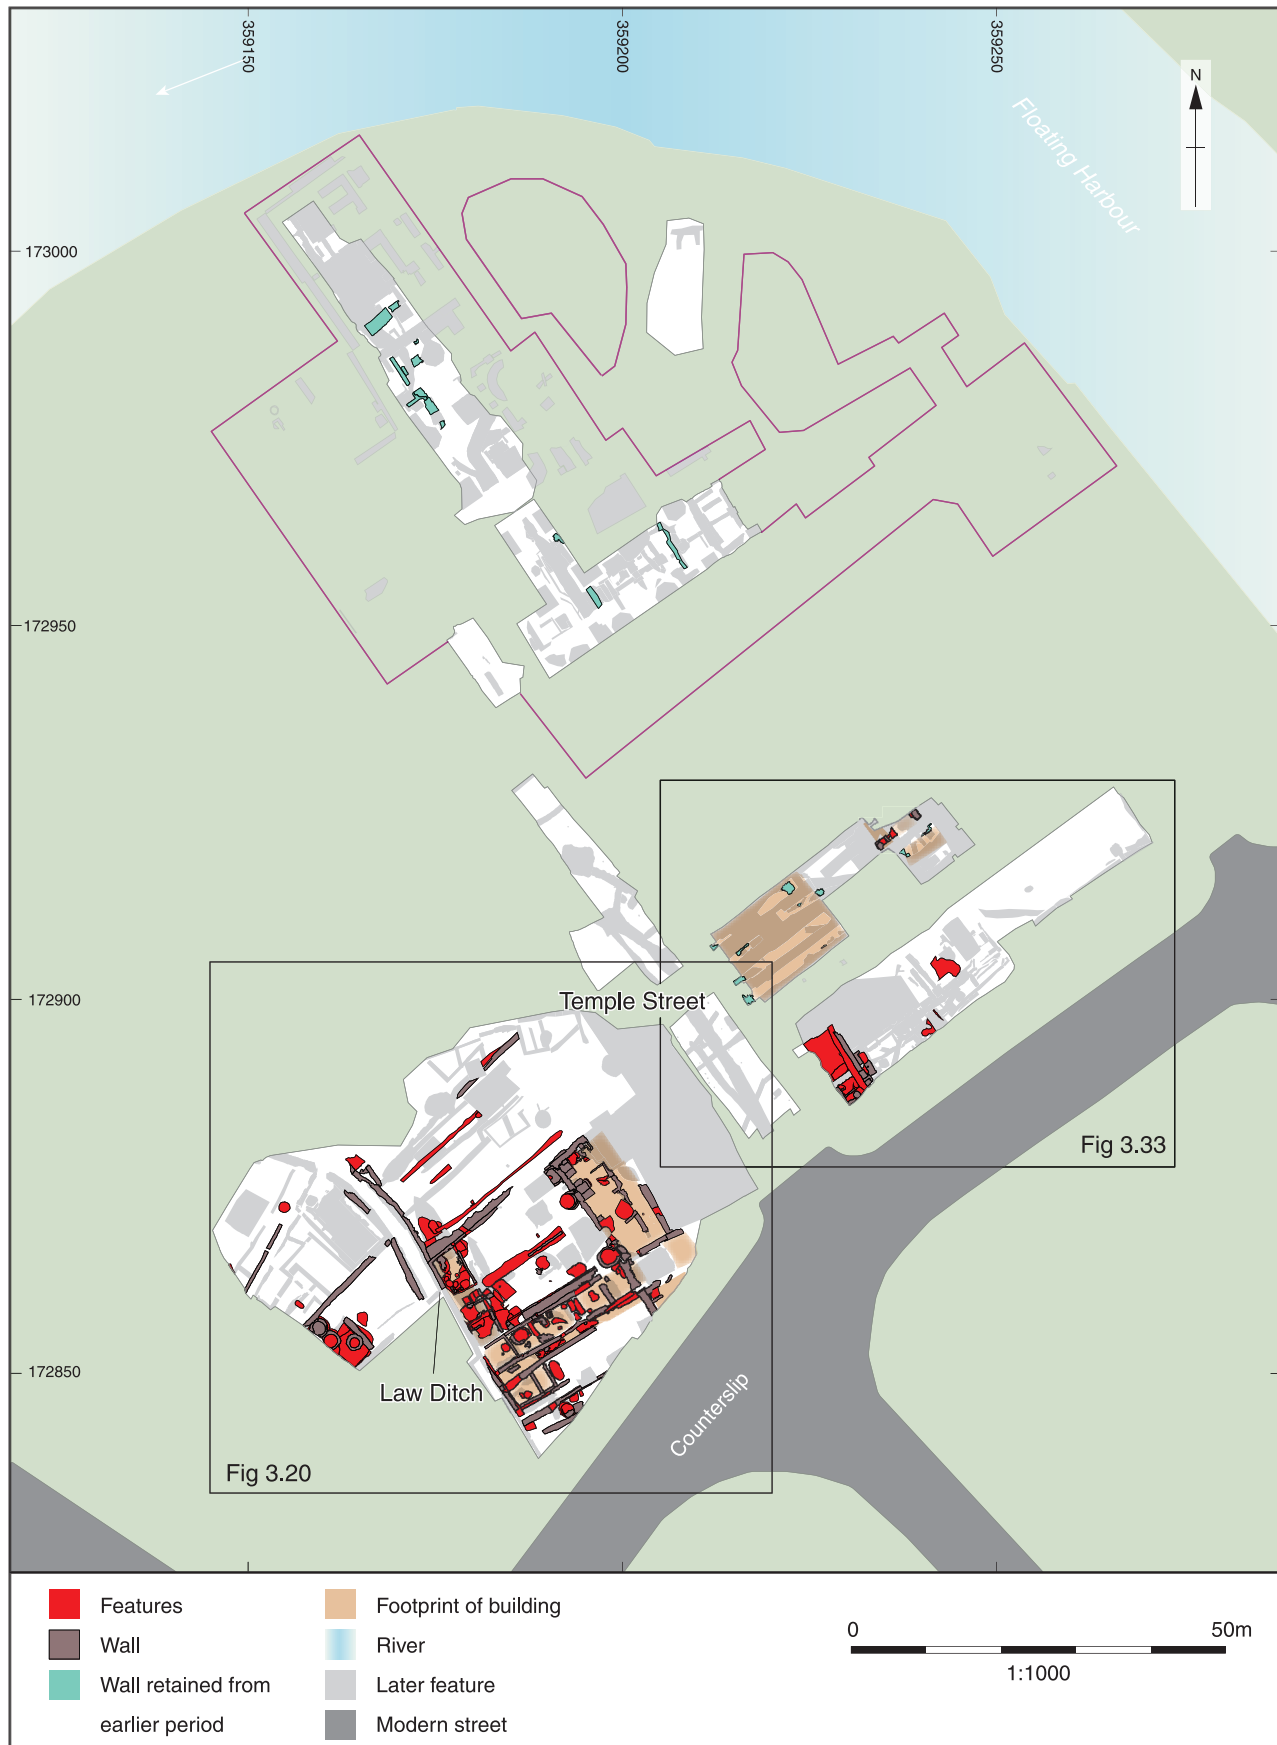 359150
359200
359250
N
Floating Harbour
173000
172950
172900
Temple Street
Fig 3.33
172850
Law Ditch
Counterslip
Fig 3.20
Features
Wall
Wall retained from
earlier period
Footprint of building
River
Later feature
Modern street
0 50m
1:1000